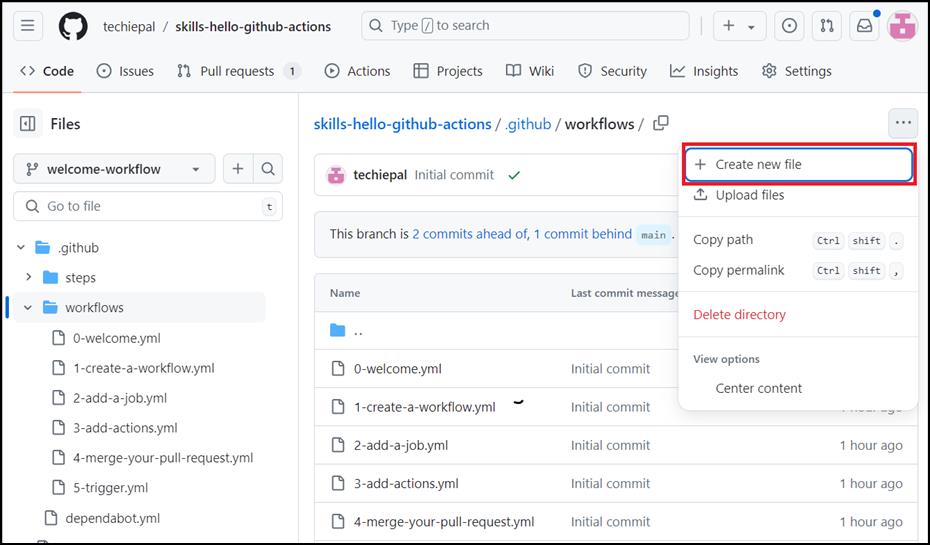 techiepal / skills-hello-github-actions
Type / to search
Code Issues Pull requests 1 Actions Projects Wiki Security Insights Settings
Files
welcome-workflow
Go to file t
.github
steps
workflows
0-welcome.yml
1-create-a-workflow.yml
2-add-a-job.yml
3-add-actions.yml
4-merge-your-pull-request.yml
5-trigger.yml
dependabot.yml
skills-hello-github-actions / .github / workflows /
techiepal Initial commit
This branch is 2 commits ahead of, 1 commit behind main .
Name Last commit message
..
0-welcome.yml Initial commit
1-create-a-workflow.yml Initial commit 1 hour ago
2-add-a-job.yml Initial commit 1 hour ago
3-add-actions.yml Initial commit 1 hour ago
4-merge-your-pull-request.yml Initial commit 1 hour ago
Create new file
Upload files
Copy path Ctrl shift .
Copy permalink Ctrl shift ,
Delete directory
View options
Center content